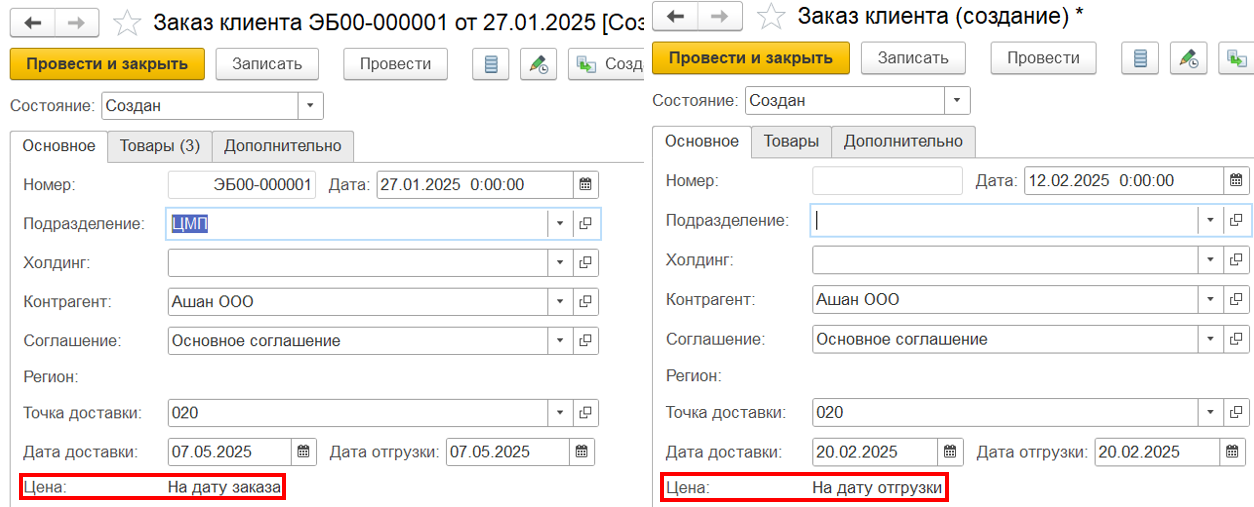 Заказ клиента ЭБ00-000001 от 27.01.2025 [Соз
Провести и закрыть Записать Провести Созд
Состояние: Создан
Основное Товары (3) Дополнительно
Номер: ЭБ00-000001 Дата: 27.01.2025 0:00:00
Подразделение: ЦМП
Холдинг:
Контрагент: Ашан ООО
Соглашение: Основное соглашение
Регион:
Точка доставки: 020
Дата доставки: 07.05.2025 Дата отгрузки: 07.05.2025
Цена: На дату заказа
Заказ клиента (создание) *
Провести и закрыть Записать Провести
Состояние: Создан
Основное Товары Дополнительно
Номер: Дата: 12.02.2025 0:00:00
Подразделение:
Холдинг:
Контрагент: Ашан ООО
Соглашение: Основное соглашение
Регион:
Точка доставки: 020
Дата доставки: 20.02.2025 Дата отгрузки: 20.02.2025
Цена: На дату отгрузки